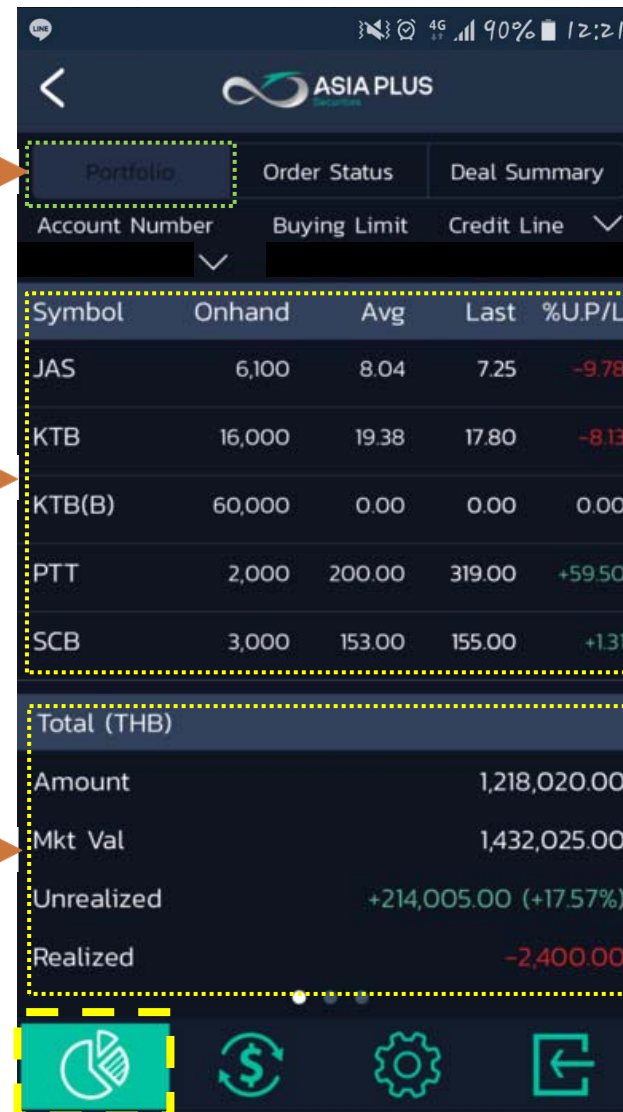 LINE 4G 90% 12:21
ASIA PLUS
Securities
Portfolio Order Status Deal Summary
Account Number Buying Limit Credit Line
Symbol Onhand Avg Last %U.P/L
JAS 6,100 8.04 7.25 -9.78
KTB 16,000 19.38 17.80 -8.13
KTB(B) 60,000 0.00 0.00 0.00
PTT 2,000 200.00 319.00 +59.50
SCB 3,000 153.00 155.00 +1.31
Total (THB)
Amount 1,218,020.00
Mkt Val 1,432,025.00
Unrealized +214,005.00 (+17.57%)
Realized -2,400.00
$